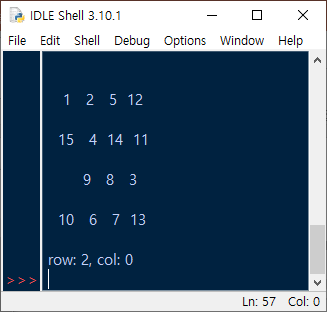 IDLE Shell 3.10.1
File Edit Shell Debug Options Window Help
1 2 5 12
15 4 14 11
9 8 3
10 6 7 13
row: 2, col: 0
>>>
Ln: 57 Col: 0